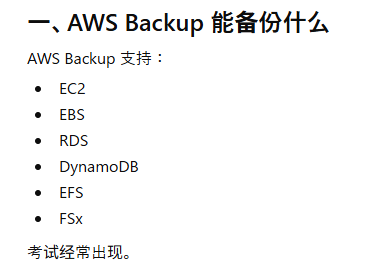 一、AWS Backup 能备份什么
AWS Backup 支持：
• EC2
• EBS
• RDS
• DynamoDB
• EFS
• FSx
考试经常出现。